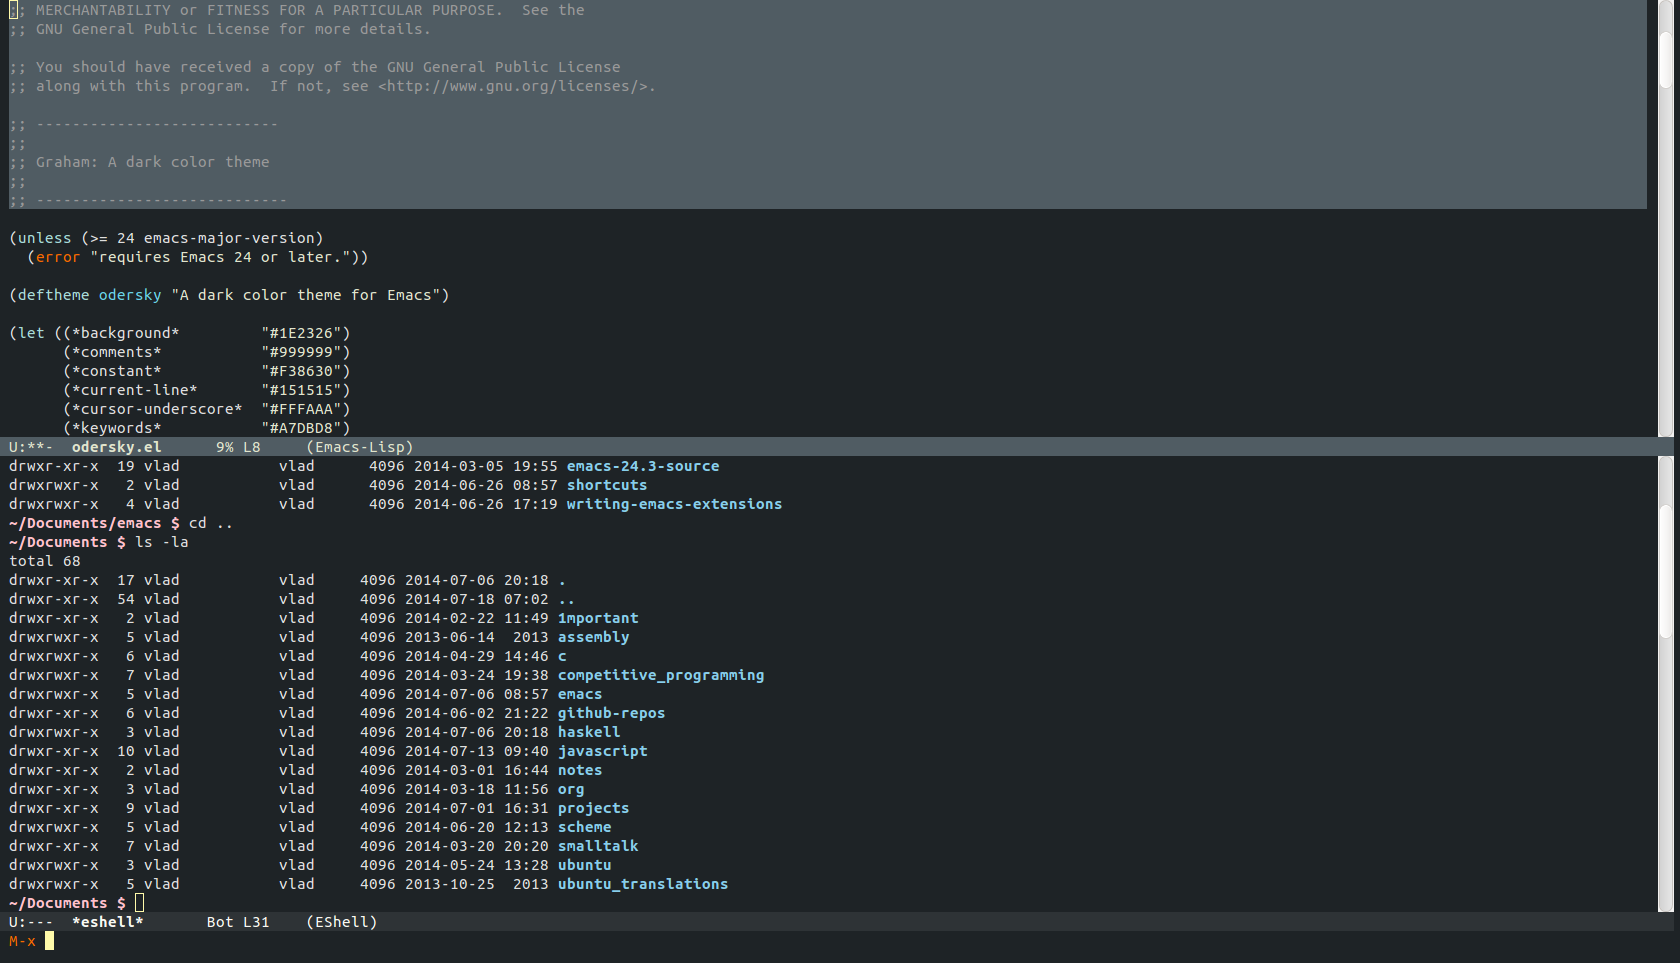 ;; MERCHANTABILITY or FITNESS FOR A PARTICULAR PURPOSE.  See the
;; GNU General Public License for more details.
;; You should have received a copy of the GNU General Public License
;; along with this program.  If not, see <http://www.gnu.org/licenses/>.
;; ---------------------------
;;
;; Graham: A dark color theme
;;
;; ----------------------------
(unless (>= 24 emacs-major-version)
  (error "requires Emacs 24 or later."))
(deftheme odersky "A dark color theme for Emacs")
(let ((*background*         "#1E2326")
      (*comments*           "#999999")
      (*constant*           "#F38630")
      (*current-line*       "#151515")
      (*cursor-underscore*  "#FFFAAA")
      (*keywords*           "#A7DBD8")
U:**-  odersky.el      9% L8     (Emacs-Lisp)
drwxr-xr-x  19 vlad           vlad      4096 2014-03-05 19:55 emacs-24.3-source
drwxrwxr-x   2 vlad           vlad      4096 2014-06-26 08:57 shortcuts
drwxrwxr-x   4 vlad           vlad      4096 2014-06-26 17:19 writing-emacs-extensions
~/Documents/emacs $ cd ..
~/Documents $ ls -la
total 68
drwxr-xr-x  17 vlad           vlad     4096 2014-07-06 20:18 .
drwxr-xr-x  54 vlad           vlad     4096 2014-07-18 07:02 ..
drwxrwxr-x   2 vlad           vlad     4096 2014-02-22 11:49 1mportant
drwxrwxr-x   5 vlad           vlad     4096 2013-06-14  2013 assembly
drwxrwxr-x   6 vlad           vlad     4096 2014-04-29 14:46 c
drwxrwxr-x   7 vlad           vlad     4096 2014-03-24 19:38 competitive_programming
drwxrwxr-x   5 vlad           vlad     4096 2014-07-06 08:57 emacs
drwxr-xr-x   6 vlad           vlad     4096 2014-06-02 21:22 github-repos
drwxrwxr-x   3 vlad           vlad     4096 2014-07-06 20:18 haskell
drwxr-xr-x  10 vlad           vlad     4096 2014-07-13 09:40 javascript
drwxr-xr-x   2 vlad           vlad     4096 2014-03-01 16:44 notes
drwxr-xr-x   3 vlad           vlad     4096 2014-03-18 11:56 org
drwxrwxr-x   9 vlad           vlad     4096 2014-07-01 16:31 projects
drwxrwxr-x   5 vlad           vlad     4096 2014-06-20 12:13 scheme
drwxrwxr-x   7 vlad           vlad     4096 2014-03-20 20:20 smalltalk
drwxrwxr-x   3 vlad           vlad     4096 2014-05-24 13:28 ubuntu
drwxrwxr-x   5 vlad           vlad     4096 2013-10-25  2013 ubuntu_translations
~/Documents $
U:---  *eshell*       Bot L31    (EShell)
M-x